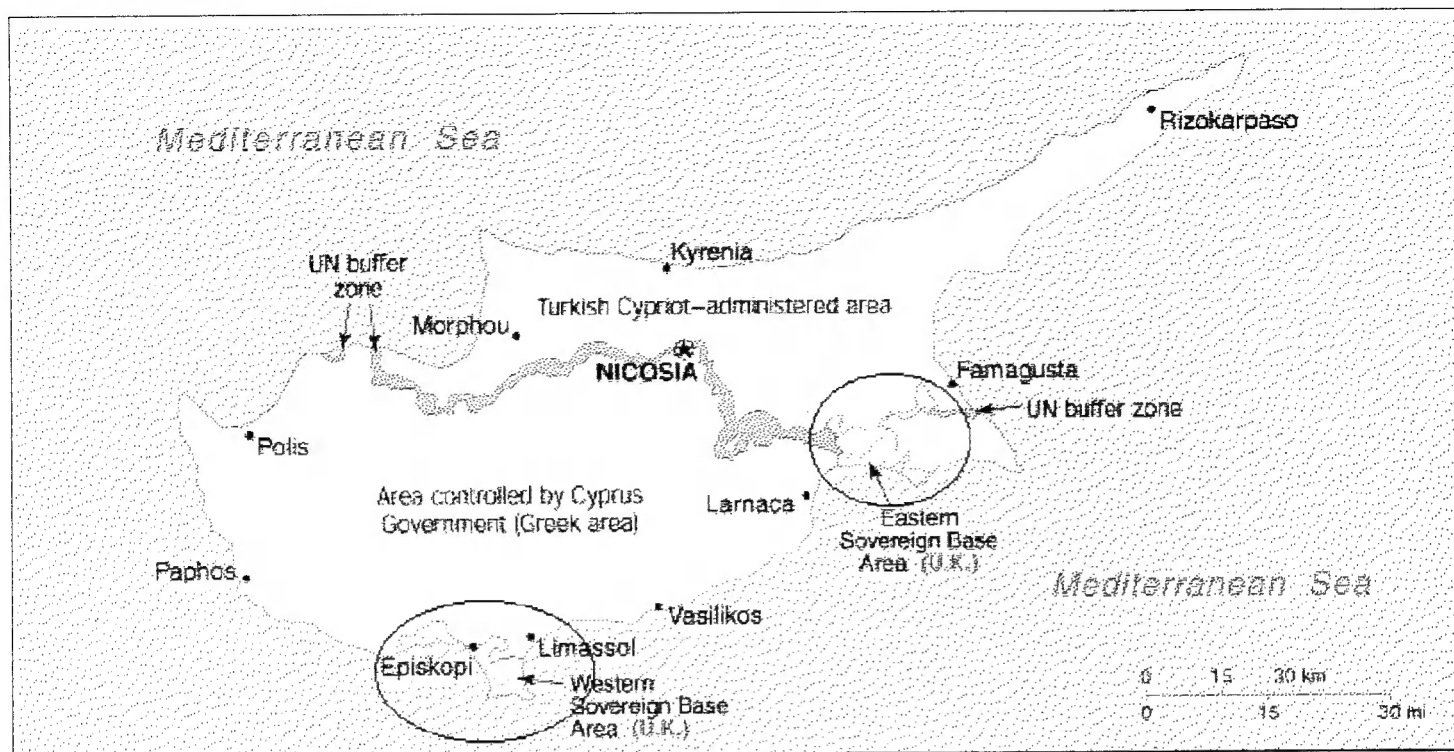 Mediterranean Sea
Rizokarpaso
UN buffer
zone
Kyrenia
Turkish Cypriot–administered area
Morphou
NICOSIA
Famagusta
UN buffer zone
Polis
Area controlled by Cyprus
Government (Greek area)
Larnaca
Eastern
Sovereign Base
Area (U.K.)
Paphos
Mediterranean Sea
Vasilikos
Limassol
Episkopi
Western
Sovereign Base
Area (U.K.)
0 15 30 km
0 15 30 mi